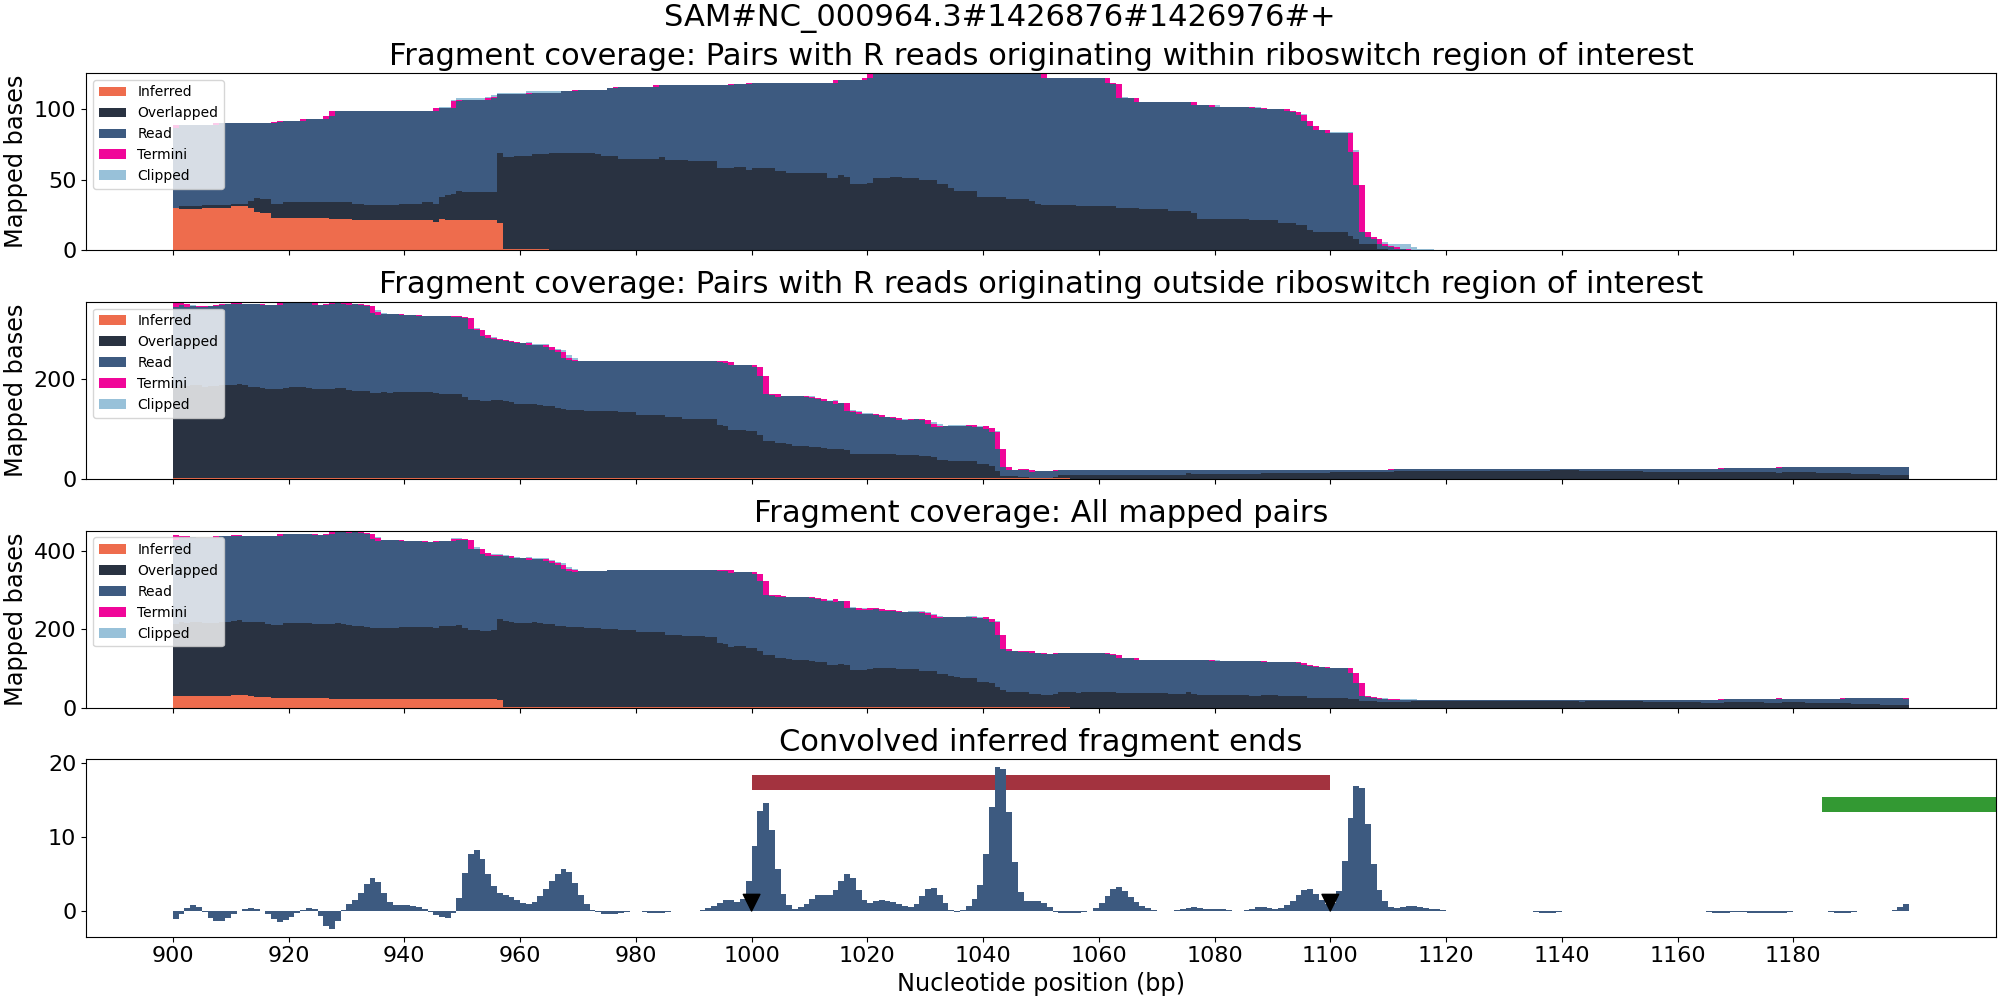 SAM#NC_000964.3#1426876#1426976#+
Fragment coverage: Pairs with R reads originating within riboswitch region of interest
Mapped bases
100
50
0
Inferred
Overlapped
Read
Termini
Clipped
Fragment coverage: Pairs with R reads originating outside riboswitch region of interest
Mapped bases
200
0
Inferred
Overlapped
Read
Termini
Clipped
Fragment coverage: All mapped pairs
Mapped bases
400
200
0
Inferred
Overlapped
Read
Termini
Clipped
Convolved inferred fragment ends
20
10
0
900 920 940 960 980 1000 1020 1040 1060 1080 1100 1120 1140 1160 1180
Nucleotide position (bp)